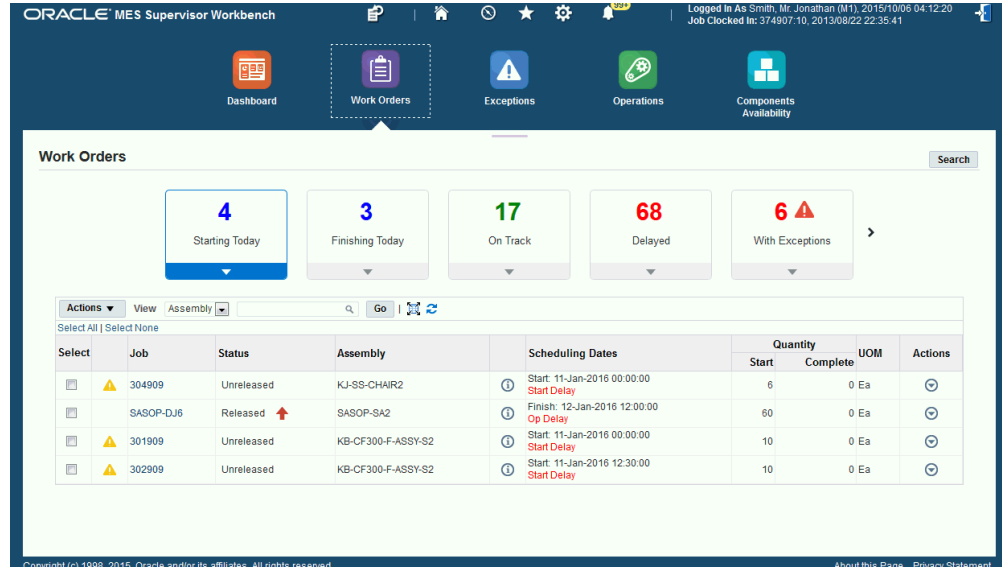 ORACLE® MES Supervisor Workbench
99+
Logged In As Smith, Mr. Jonathan (M1), 2015/10/06 04:12:20
Job Clocked In: 374907:10, 2013/08/22 22:35:41
Dashboard
Work Orders
Exceptions
Operations
Components
Availability
Work Orders
Search
4
Starting Today
3
Finishing Today
17
On Track
68
Delayed
6
With Exceptions
Actions View Assembly Go
Select All | Select None
Select Job Status Assembly Scheduling Dates Quantity UOM Actions
Start Complete
304909 Unreleased KJ-SS-CHAIR2 Start: 11-Jan-2016 00:00:00 6 0 Ea
Start Delay
SASOP-DJ6 Released SASOP-SA2 Finish: 12-Jan-2016 12:00:00 60 0 Ea
Op Delay
301909 Unreleased KB-CF300-F-ASSY-S2 Start: 11-Jan-2016 00:00:00 10 0 Ea
Start Delay
302909 Unreleased KB-CF300-F-ASSY-S2 Start: 11-Jan-2016 12:30:00 10 0 Ea
Start Delay
Copyright (c) 1998, 2015, Oracle and/or its affiliates. All rights reserved.
About this Page Privacy Statement